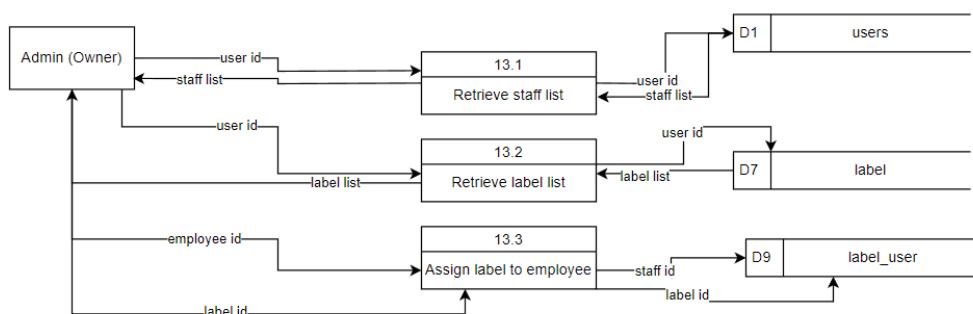 Admin (Owner)
user id
staff list
13.1
Retrieve staff list
user id
staff list
D1
users
user id
13.2
Retrieve label list
label list
user id
label list
D7
label
employee id
13.3
Assign label to employee
staff id
label id
D9
label_user
label id